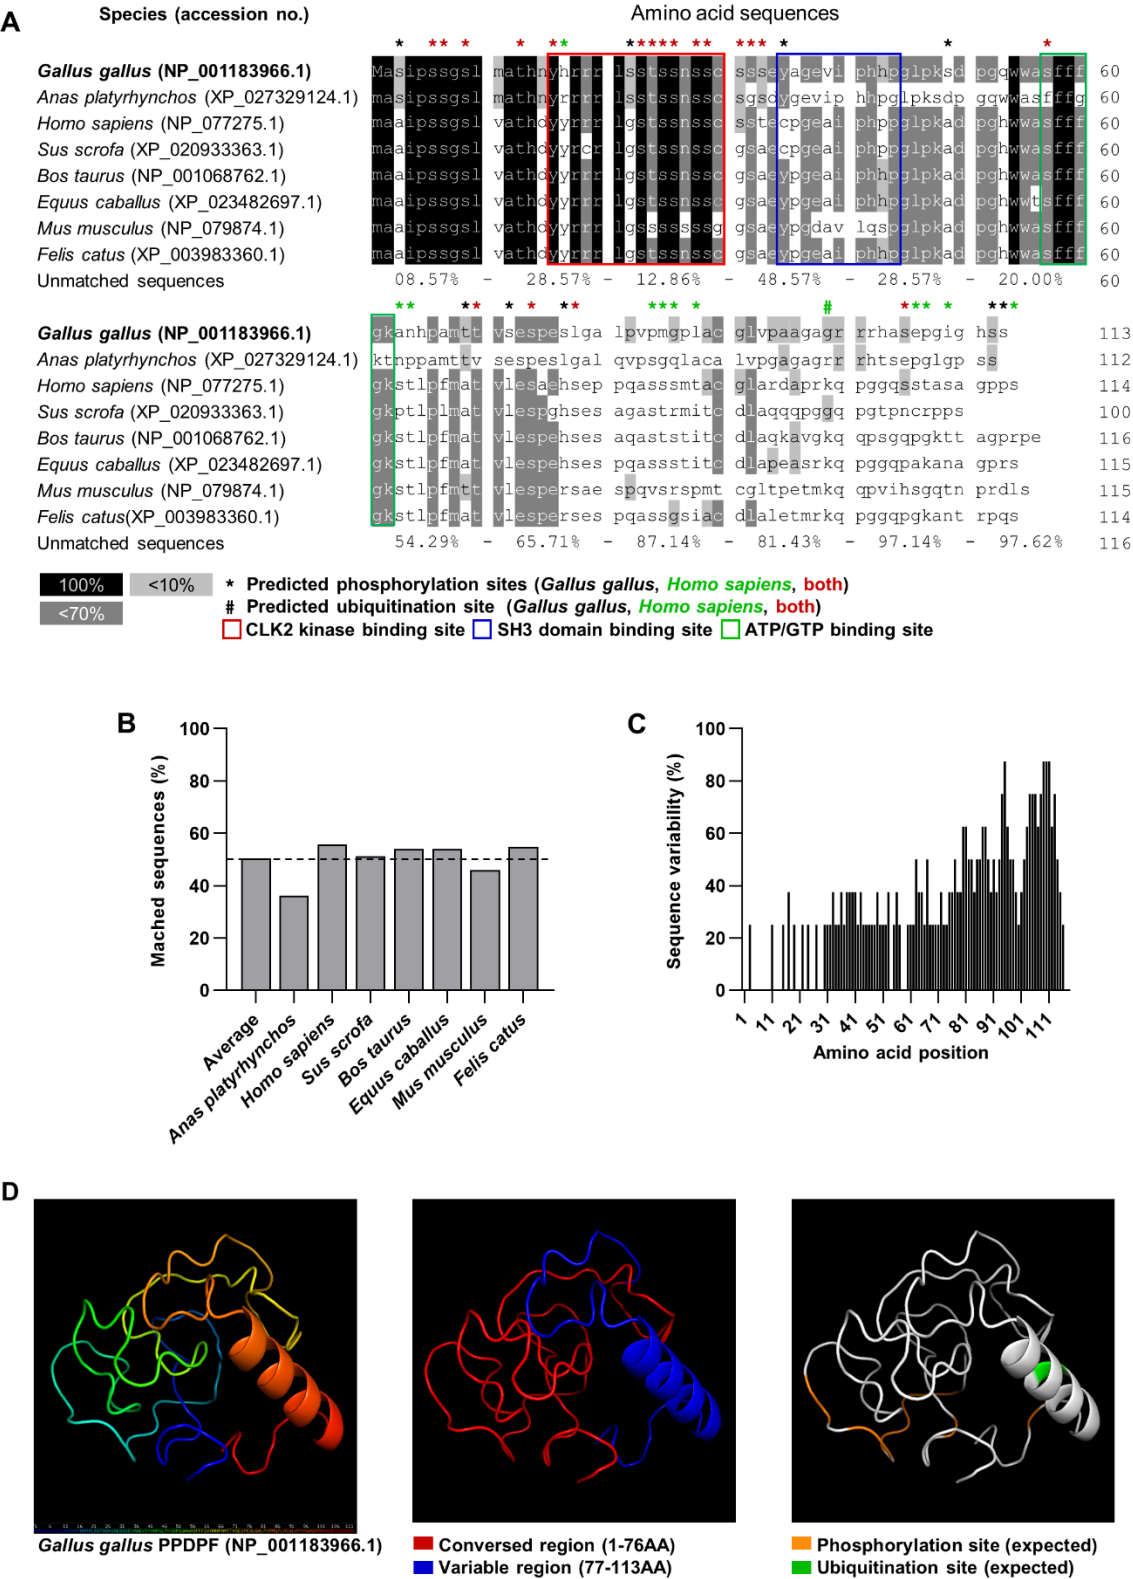 A
Species (accession no.)
Amino acid sequences
* ** * * ** ***** ** *** * * *
Gallus gallus (NP_001183966.1) Masipssgsl mathnyhrrr lsstssnssc ssseyagevi phhpglpksd pgqwwasfff 60
Anas platyrhynchos (XP_027329124.1) masipssgsl mathnyrrrr lsstssnssc sgsdygevip hhpglpksdp gqwwasfffg 60
Homo sapiens (NP_077275.1) maaipssgsl vathdyyrrr lgstssnssc sstecpgeai phppglpkad pghwwasfff 60
Sus scrofa (XP_020933363.1) maaipssgsl vathdyyrcr lgstssnssc gsaecpgeai phppglpkad pghwwasfff 60
Bos taurus (NP_001068762.1) maaipssgsl vathdyyrrr lgstssnssc gsaeypgeai phhpglpkad pghwwasfff 60
Equus caballus (XP_023482697.1) maaipssgsl vathdyyrrr lgstssnssc gsaeypgeai phhpglpkad pghwwtsfff 60
Mus musculus (NP_079874.1) maaipssgsl vathdyyrrr lgssssssssg gsaeypgdav lqspglpkad pghwwasfff 60
Felis catus (XP_003983360.1) maaipssgsl vathdyyrrr lgstssnssc gsaeypgeai phhpglpkad pghwwasfff 60
Unmatched sequences 08.57% - 28.57% - 12.86% - 48.57% - 28.57% - 20.00% 60
** ** * * ** *** * # *** * ***
Gallus gallus (NP_001183966.1) gkanhpamtt vsespeslga lpvpmgplac glvpaagagr rrhasepgig hss 113
Anas platyrhynchos (XP_027329124.1) ktnppamttv sespeslgal qvpsgqlaca lvpgagagrr rhtsepglgp ss 112
Homo sapiens (NP_077275.1) gkstlpfmat vlesaehsep pqasssmtac glardaprkq pggqsstasa gpps 114
Sus scrofa (XP_020933363.1) gkptlplmat vlespghses agastrmitc dlaqqqpggq pgtpncrpps 100
Bos taurus (NP_001068762.1) gkstlpfmat vlespehses aqaststitc dlaqkavgkq qpsgqpgktt agprpe 116
Equus caballus (XP_023482697.1) gkstlpfmat vlespehses pqassstitc dlapeasrkq pggqpakana gprs 115
Mus musculus (NP_079874.1) gkstlpfmtt vlespersae spqvsrspmt cgltpetmkq qpvihsgqtn prdls 115
Felis catus(XP_003983360.1) gkstlpfmat vlespersesp pqassgsiac dlaletmrkq pggqpgkant rpqs 114
Unmatched sequences 54.29% - 65.71% - 87.14% - 81.43% - 97.14% - 97.62% 116
100% <10% * Predicted phosphorylation sites (Gallus gallus, Homo sapiens, both)
<70% # Predicted ubiquitination site (Gallus gallus, Homo sapiens, both)
CLK2 kinase binding site SH3 domain binding site ATP/GTP binding site
B
Mached sequences (%)
100
80
60
40
20
0
Average
Anas platyrhynchos
Homo sapiens
Sus scrofa
Bos taurus
Equus caballus
Mus musculus
Felis catus
C
Sequence variability (%)
100
80
60
40
20
0
1 11 21 31 41 51 61 71 81 91 101 111
Amino acid position
D
Gallus gallus PPDPF (NP_001183966.1)
Conversed region (1-76AA)
Variable region (77-113AA)
Phosphorylation site (expected)
Ubiquitination site (expected)